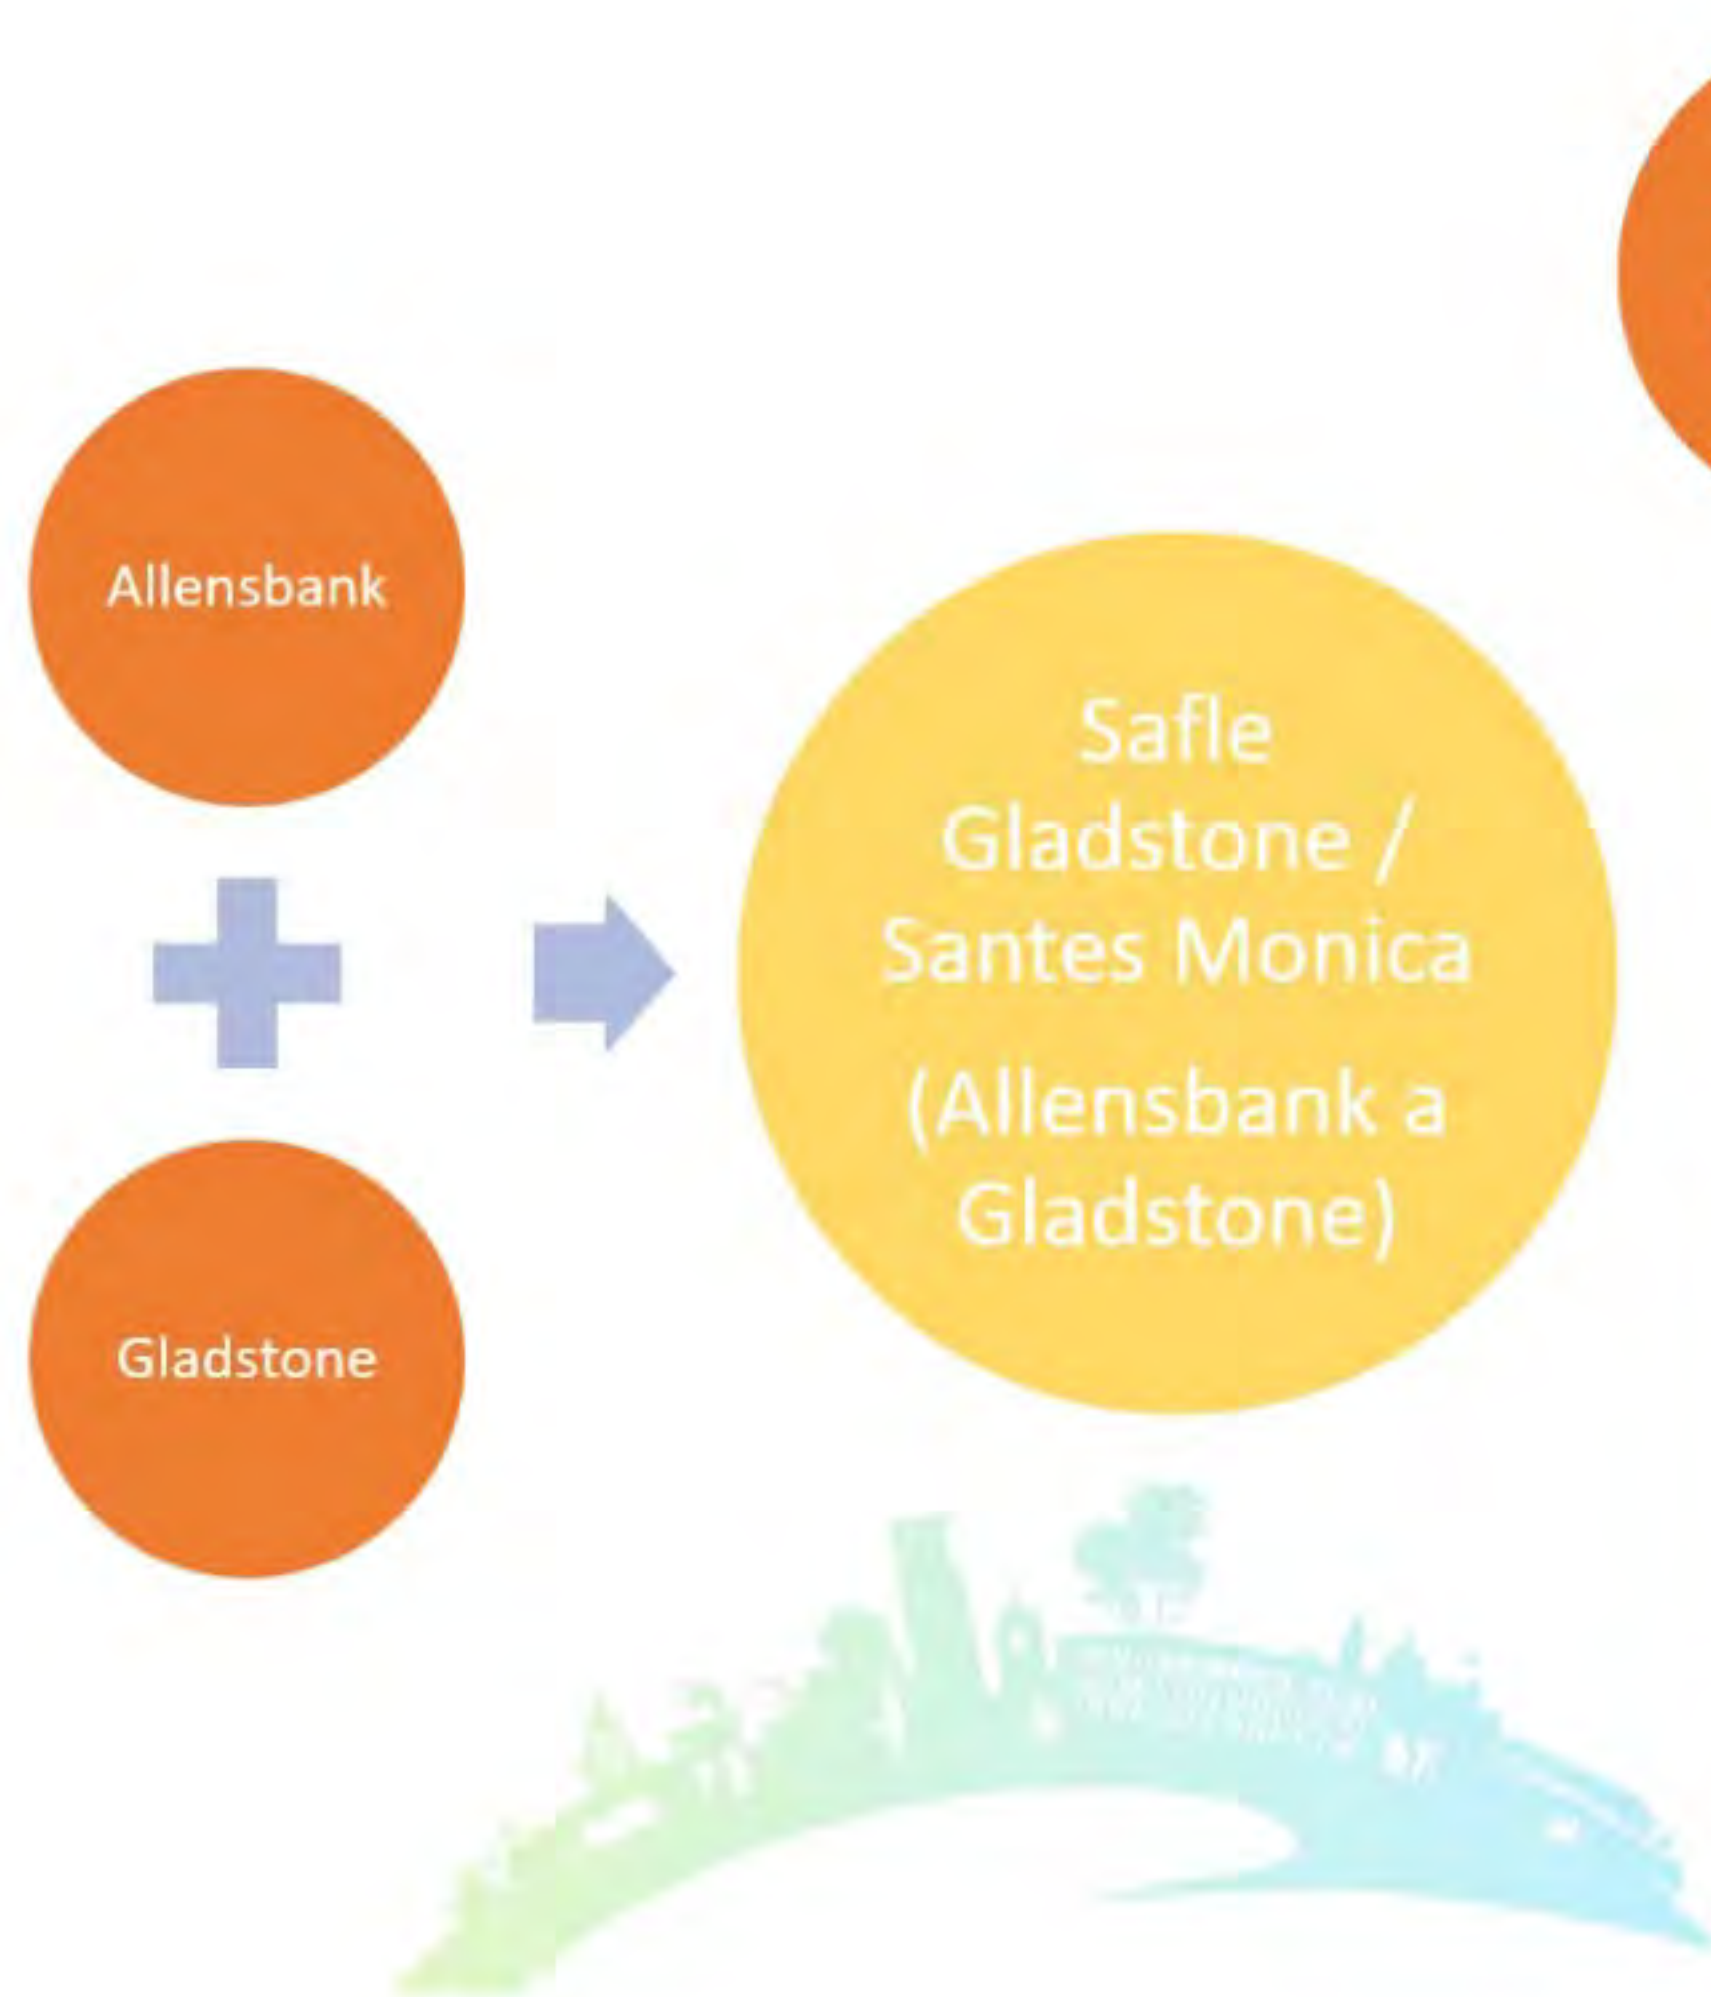 Allensbank
Gladstone
Safle
Gladstone /
Santes Monica
(Allensbank a
Gladstone)